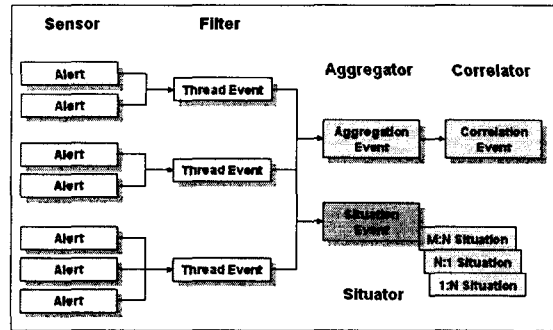 Sensor
Filter
Aggregator
Correlator
Alert
Alert
Thread Event
Alert
Alert
Thread Event
Alert
Alert
Alert
Thread Event
Aggregation
Event
Correlation
Event
Situation
Event
M:N Situation
N:1 Situation
1:N Situation
Situator